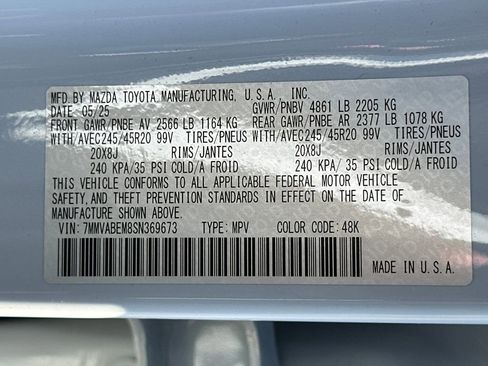 MFD BY MAZDA TOYOTA MANUFACTURING, U.S.A., INC.
DATE 05/25 GVWR/PNBV 4861 LB 2205 KG
FRONT GAWR/PNBE AV 2566 LB 1164 KG REAR GAWR/PNBE AR 2377 LB 1078 KG
WITH/AVEC245/45R20 99V TIRES/PNEUS WITH/AVEC245/45R20 99V TIRES/PNEUS
20X8J RIMS/JANTES 20X8J RIMS/JANTES
240 KPA/35 PSI COLD/A FROID 240 KPA/ 35 PSI COLD/A FROID
THIS VEHICLE CONFORMS TO ALL APPLICABLE FEDERAL MOTOR VEHICLE
SAFETY, AND THEFT PREVENTION STANDARDS IN EFFECT ON THE DATE OF
MANUFACTURE SHOWN ABOVE.
VIN: 7MMVABEM8SN369673 TYPE: MPV COLOR CODE: 48K
MADE IN U.S.A.